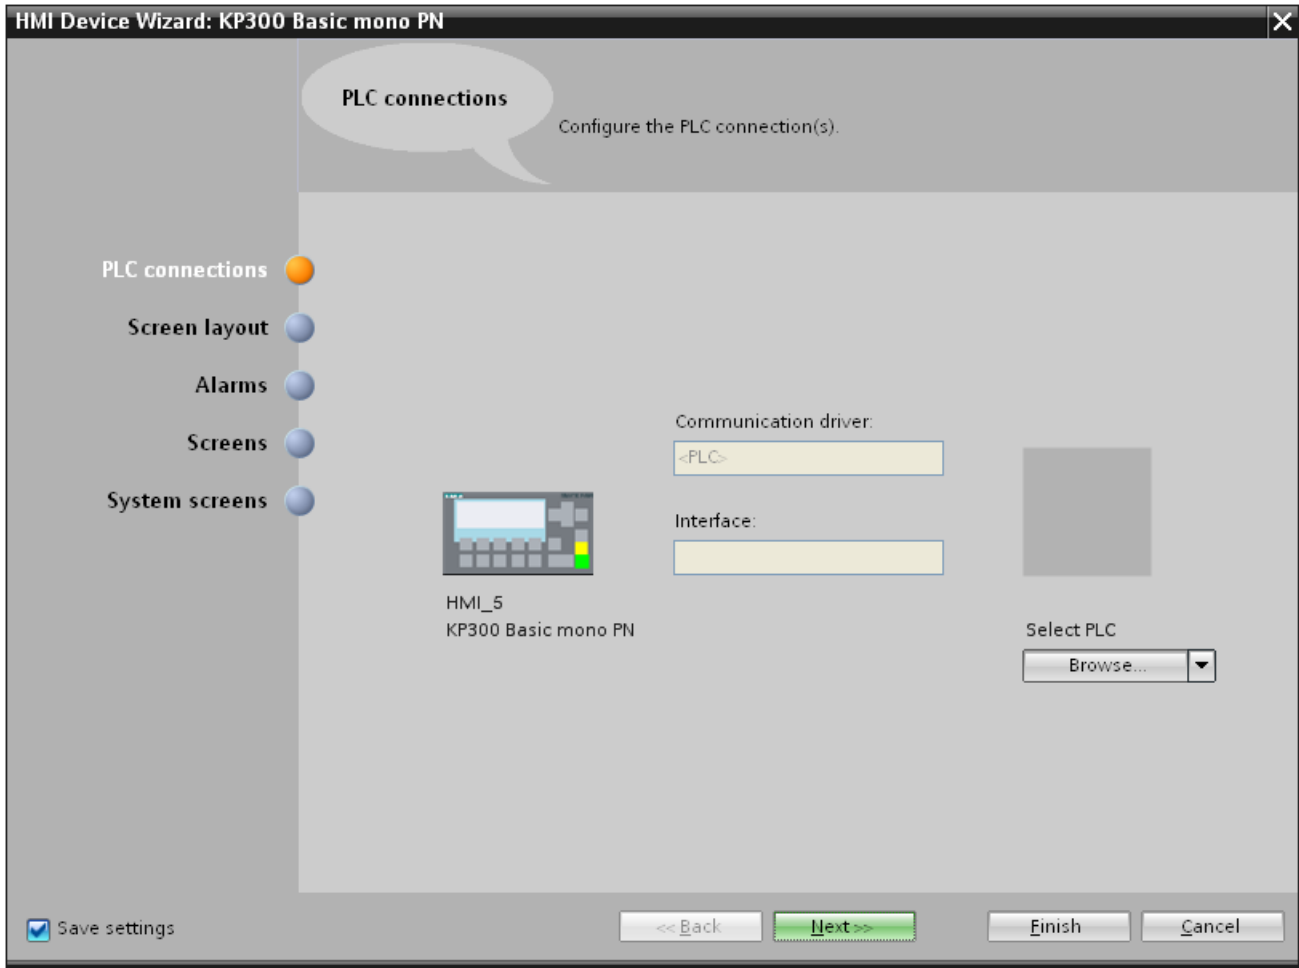 HMI Device Wizard: KP300 Basic mono PN
PLC connections
Configure the PLC connection(s).
PLC connections
Screen layout
Alarms
Screens
System screens
Communication driver:
<PLC>
Interface:
HMI_5
KP300 Basic mono PN
Select PLC
Browse...
Save settings
<< Back
Next >>
Finish
Cancel